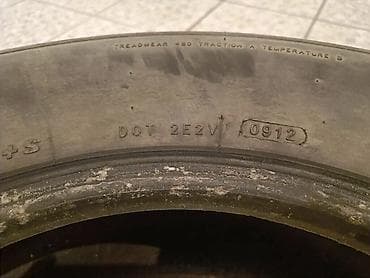 TREADWEAR 480 TRACTION A TEMPERATURE B
+S DOT 2E2V 0912